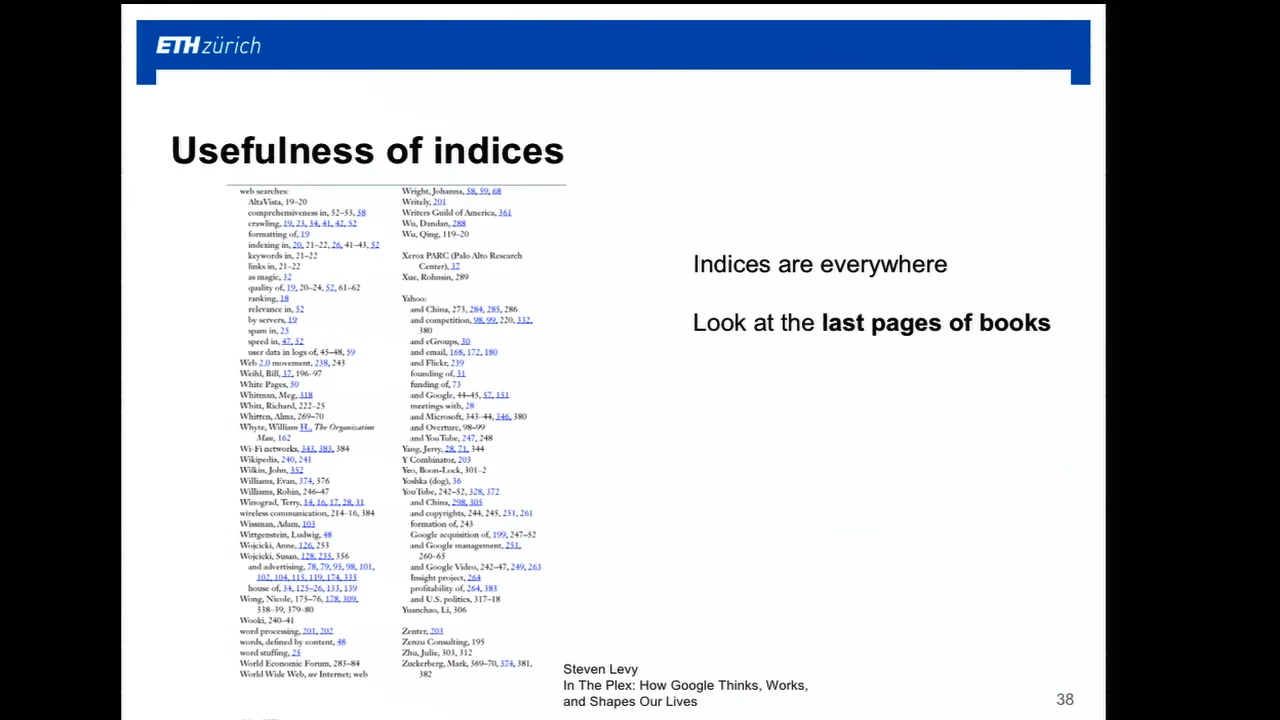 ETH zürich
Usefulness of indices
web searches:
AltaVista, 19–20
comprehensiveness in, 52–53, 58
crawling, 19, 23, 34, 41, 42, 52
formatting of, 19
indexing in, 20, 21–22, 26, 41–43, 52
keywords in, 21–22
links in, 21–22
as magic, 32
quality of, 19, 20–24, 52, 61–62
ranking, 18
relevance in, 52
by servers, 19
spam in, 25
speed in, 47, 52
user data in logs of, 45–48, 59
Web 2.0 movement, 238, 243
Weihl, Bill, 37, 196–97
White Pages, 50
Whitman, Meg, 318
Whitt, Richard, 222–25
Whitten, Alma, 269–70
Whyte, William H., The Organization
Man, 162
Wi-Fi networks, 343, 383, 384
Wikipedia, 240, 241
Wilkin, John, 352
Williams, Evan, 374, 376
Williams, Robin, 246–47
Winograd, Terry, 14, 16, 17, 28, 31
wireless communication, 214–16, 384
Wissman, Adam, 103
Wittgenstein, Ludwig, 48
Wojcicki, Anne, 126, 253
Wojcicki, Susan, 128, 235, 356
and advertising, 78, 79, 95, 98, 101,
102, 104, 115, 119, 174, 335
house of, 34, 125–26, 133, 139
Wong, Nicole, 175–76, 178, 309,
338–39, 379–80
Wooki, 240–41
word processing, 201, 202
words, defined by content, 48
word stuffing, 25
World Economic Forum, 283–84
World Wide Web, see Internet; web
Wright, Johanna, 58, 59, 68
Writely, 201
Writers Guild of America, 361
Wu, Dandan, 288
Wu, Qing, 119–20
Xerox PARC (Palo Alto Research
Center), 37
Xue, Rohnsin, 289
Yahoo:
and China, 273, 284, 285, 286
and competition, 98, 99, 220, 332,
380
and eGroups, 30
and email, 168, 172, 180
and Flickr, 239
founding of, 31
funding of, 73
and Google, 44–45, 57, 151
meetings with, 28
and Microsoft, 343–44, 346, 380
and Overture, 98–99
and YouTube, 247, 248
Yang, Jerry, 28, 71, 344
Y Combinator, 203
Yeo, Boon-Lock, 301–2
Yoshka (dog), 36
YouTube, 242–52, 328, 372
and China, 298, 305
and copyrights, 244, 245, 251, 261
formation of, 243
Google acquisition of, 199, 247–52
and Google management, 251,
260–65
and Google Video, 242–47, 249, 263
Insight project, 264
profitability of, 264, 383
and U.S. politics, 317–18
Yuanchao, Li, 306
Zenter, 203
Zenzu Consulting, 195
Zhu, Julie, 303, 312
Zuckerberg, Mark, 369–70, 374, 381,
382
Indices are everywhere
Look at the last pages of books
Steven Levy
In The Plex: How Google Thinks, Works,
and Shapes Our Lives
38